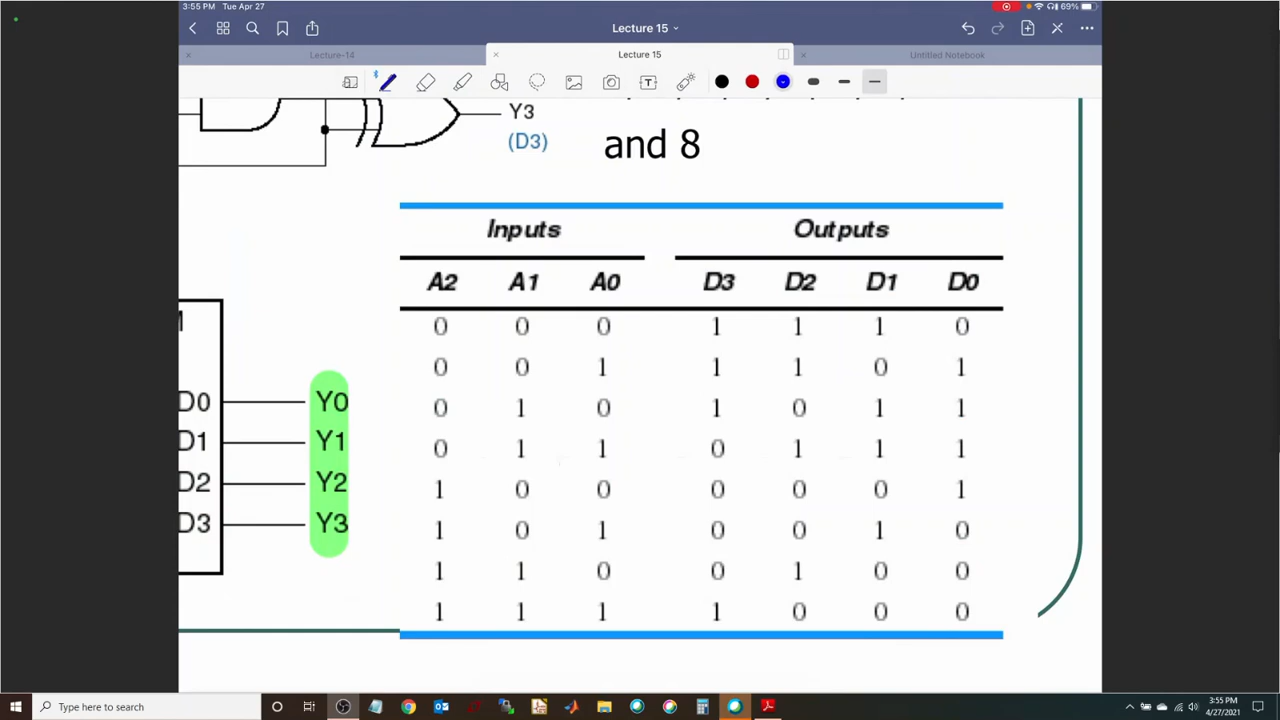 3:55 PM Tue Apr 27
69%
Lecture 15
Lecture-14
Lecture 15
Untitled Notebook
T
Y3
(D3)
and 8
Inputs Outputs
A2 A1 A0 D3 D2 D1 D0
0 0 0 1 1 1 0
0 0 1 1 1 0 1
0 1 0 1 0 1 1
0 1 1 0 1 1 1
1 0 0 0 0 0 1
1 0 1 0 0 1 0
1 1 0 0 1 0 0
1 1 1 1 0 0 0
D0 Y0
D1 Y1
D2 Y2
D3 Y3
Type here to search
3:55 PM
4/27/2021